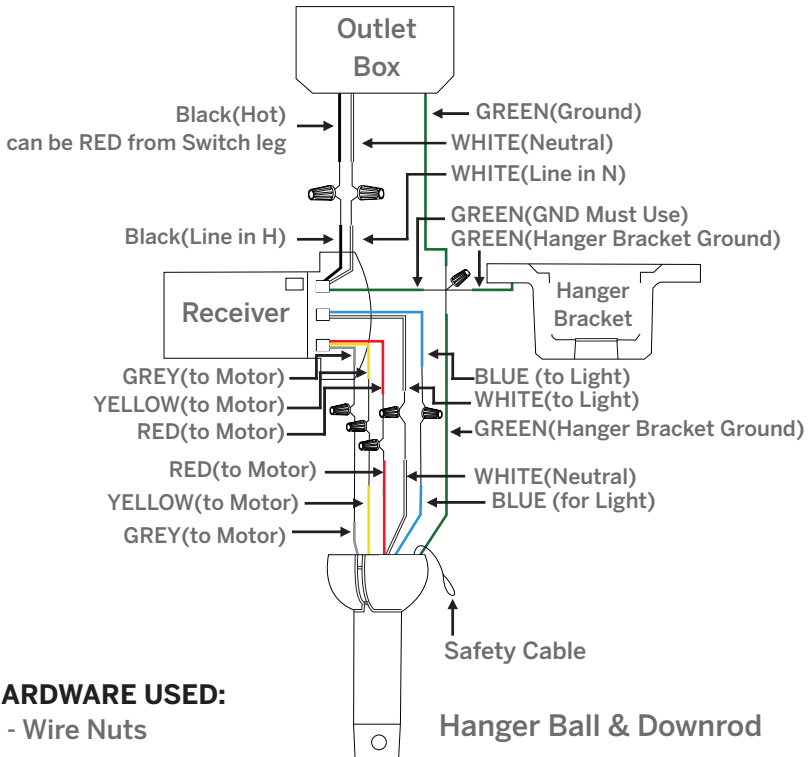 Outlet
Box
Black(Hot)
can be RED from Switch leg
GREEN(Ground)
WHITE(Neutral)
WHITE(Line in N)
GREEN(GND Must Use)
Black(Line in H)
GREEN(Hanger Bracket Ground)
Receiver
Hanger
Bracket
GREY(to Motor)
BLUE (to Light)
YELLOW(to Motor)
WHITE(to Light)
RED(to Motor)
GREEN(Hanger Bracket Ground)
RED(to Motor)
WHITE(Neutral)
YELLOW(to Motor)
BLUE (for Light)
GREY(to Motor)
Safety Cable
ARDWARE USED:
- Wire Nuts
Hanger Ball & Downrod